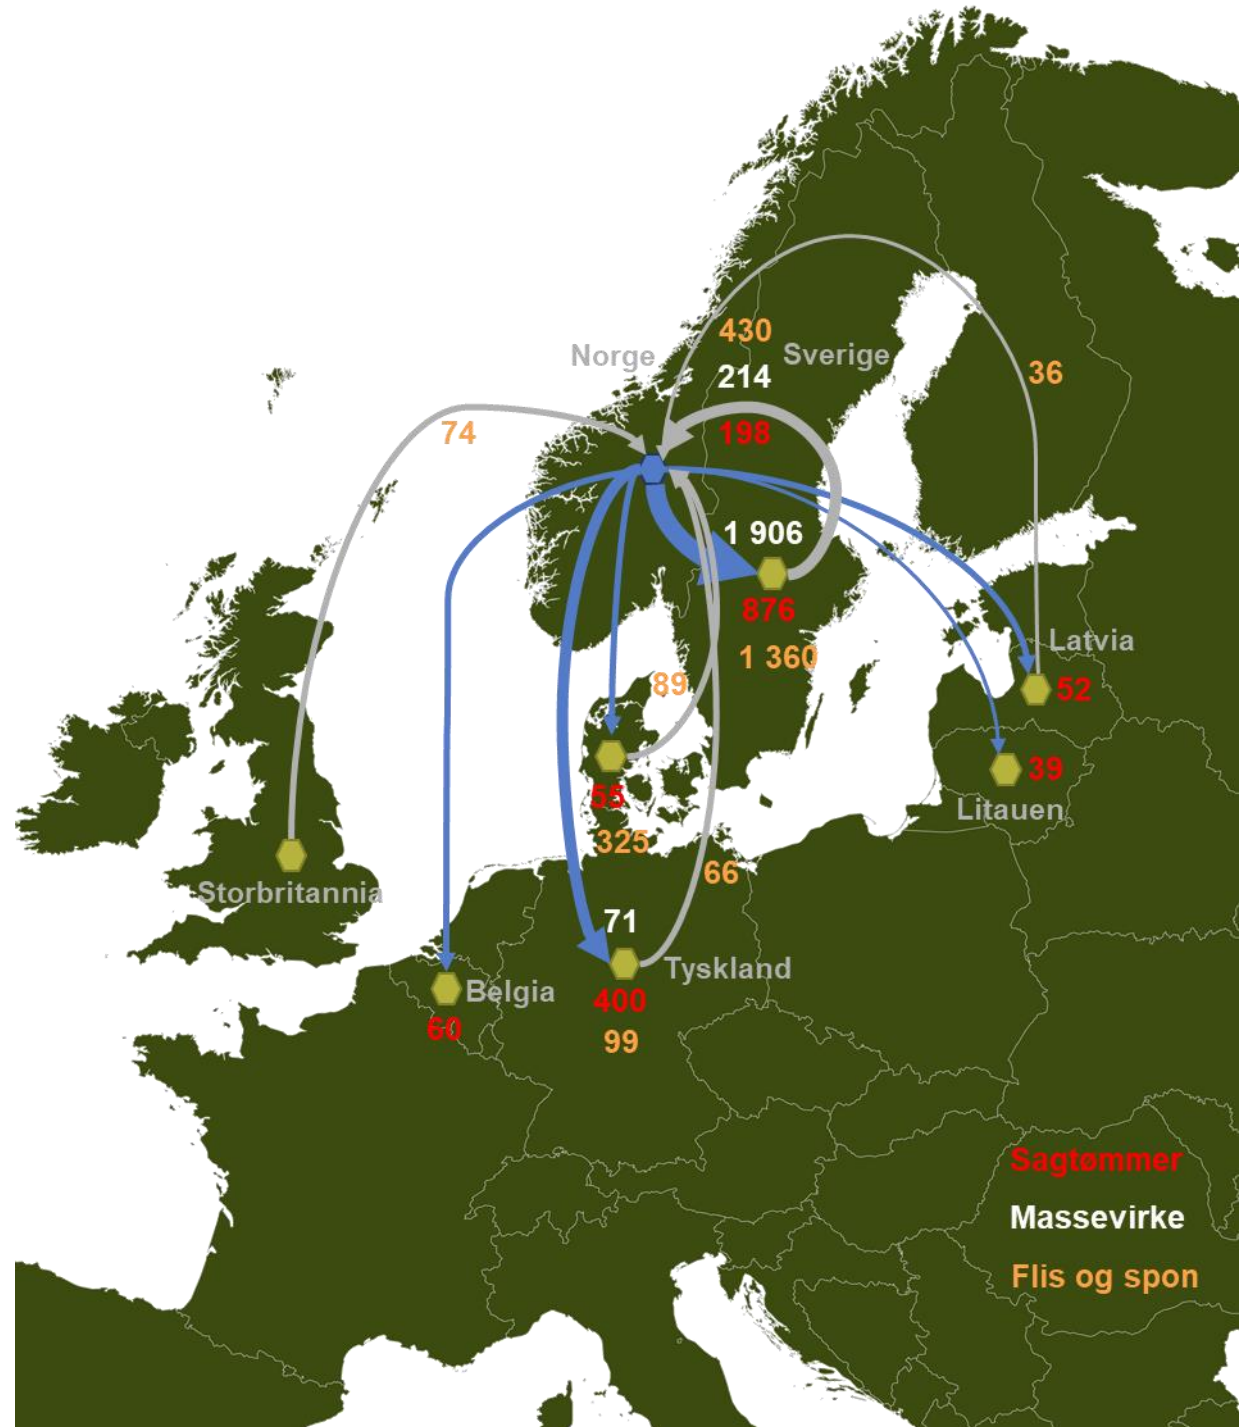 430
Norge
Sverige
214
36
74
198
1 906
876
Latvia
1 360
89
52
39
55
Litauen
325
66
Storbritannia
71
Tyskland
Belgia
400
60
99
Sagtømmer
Massevirke
Flis og spon